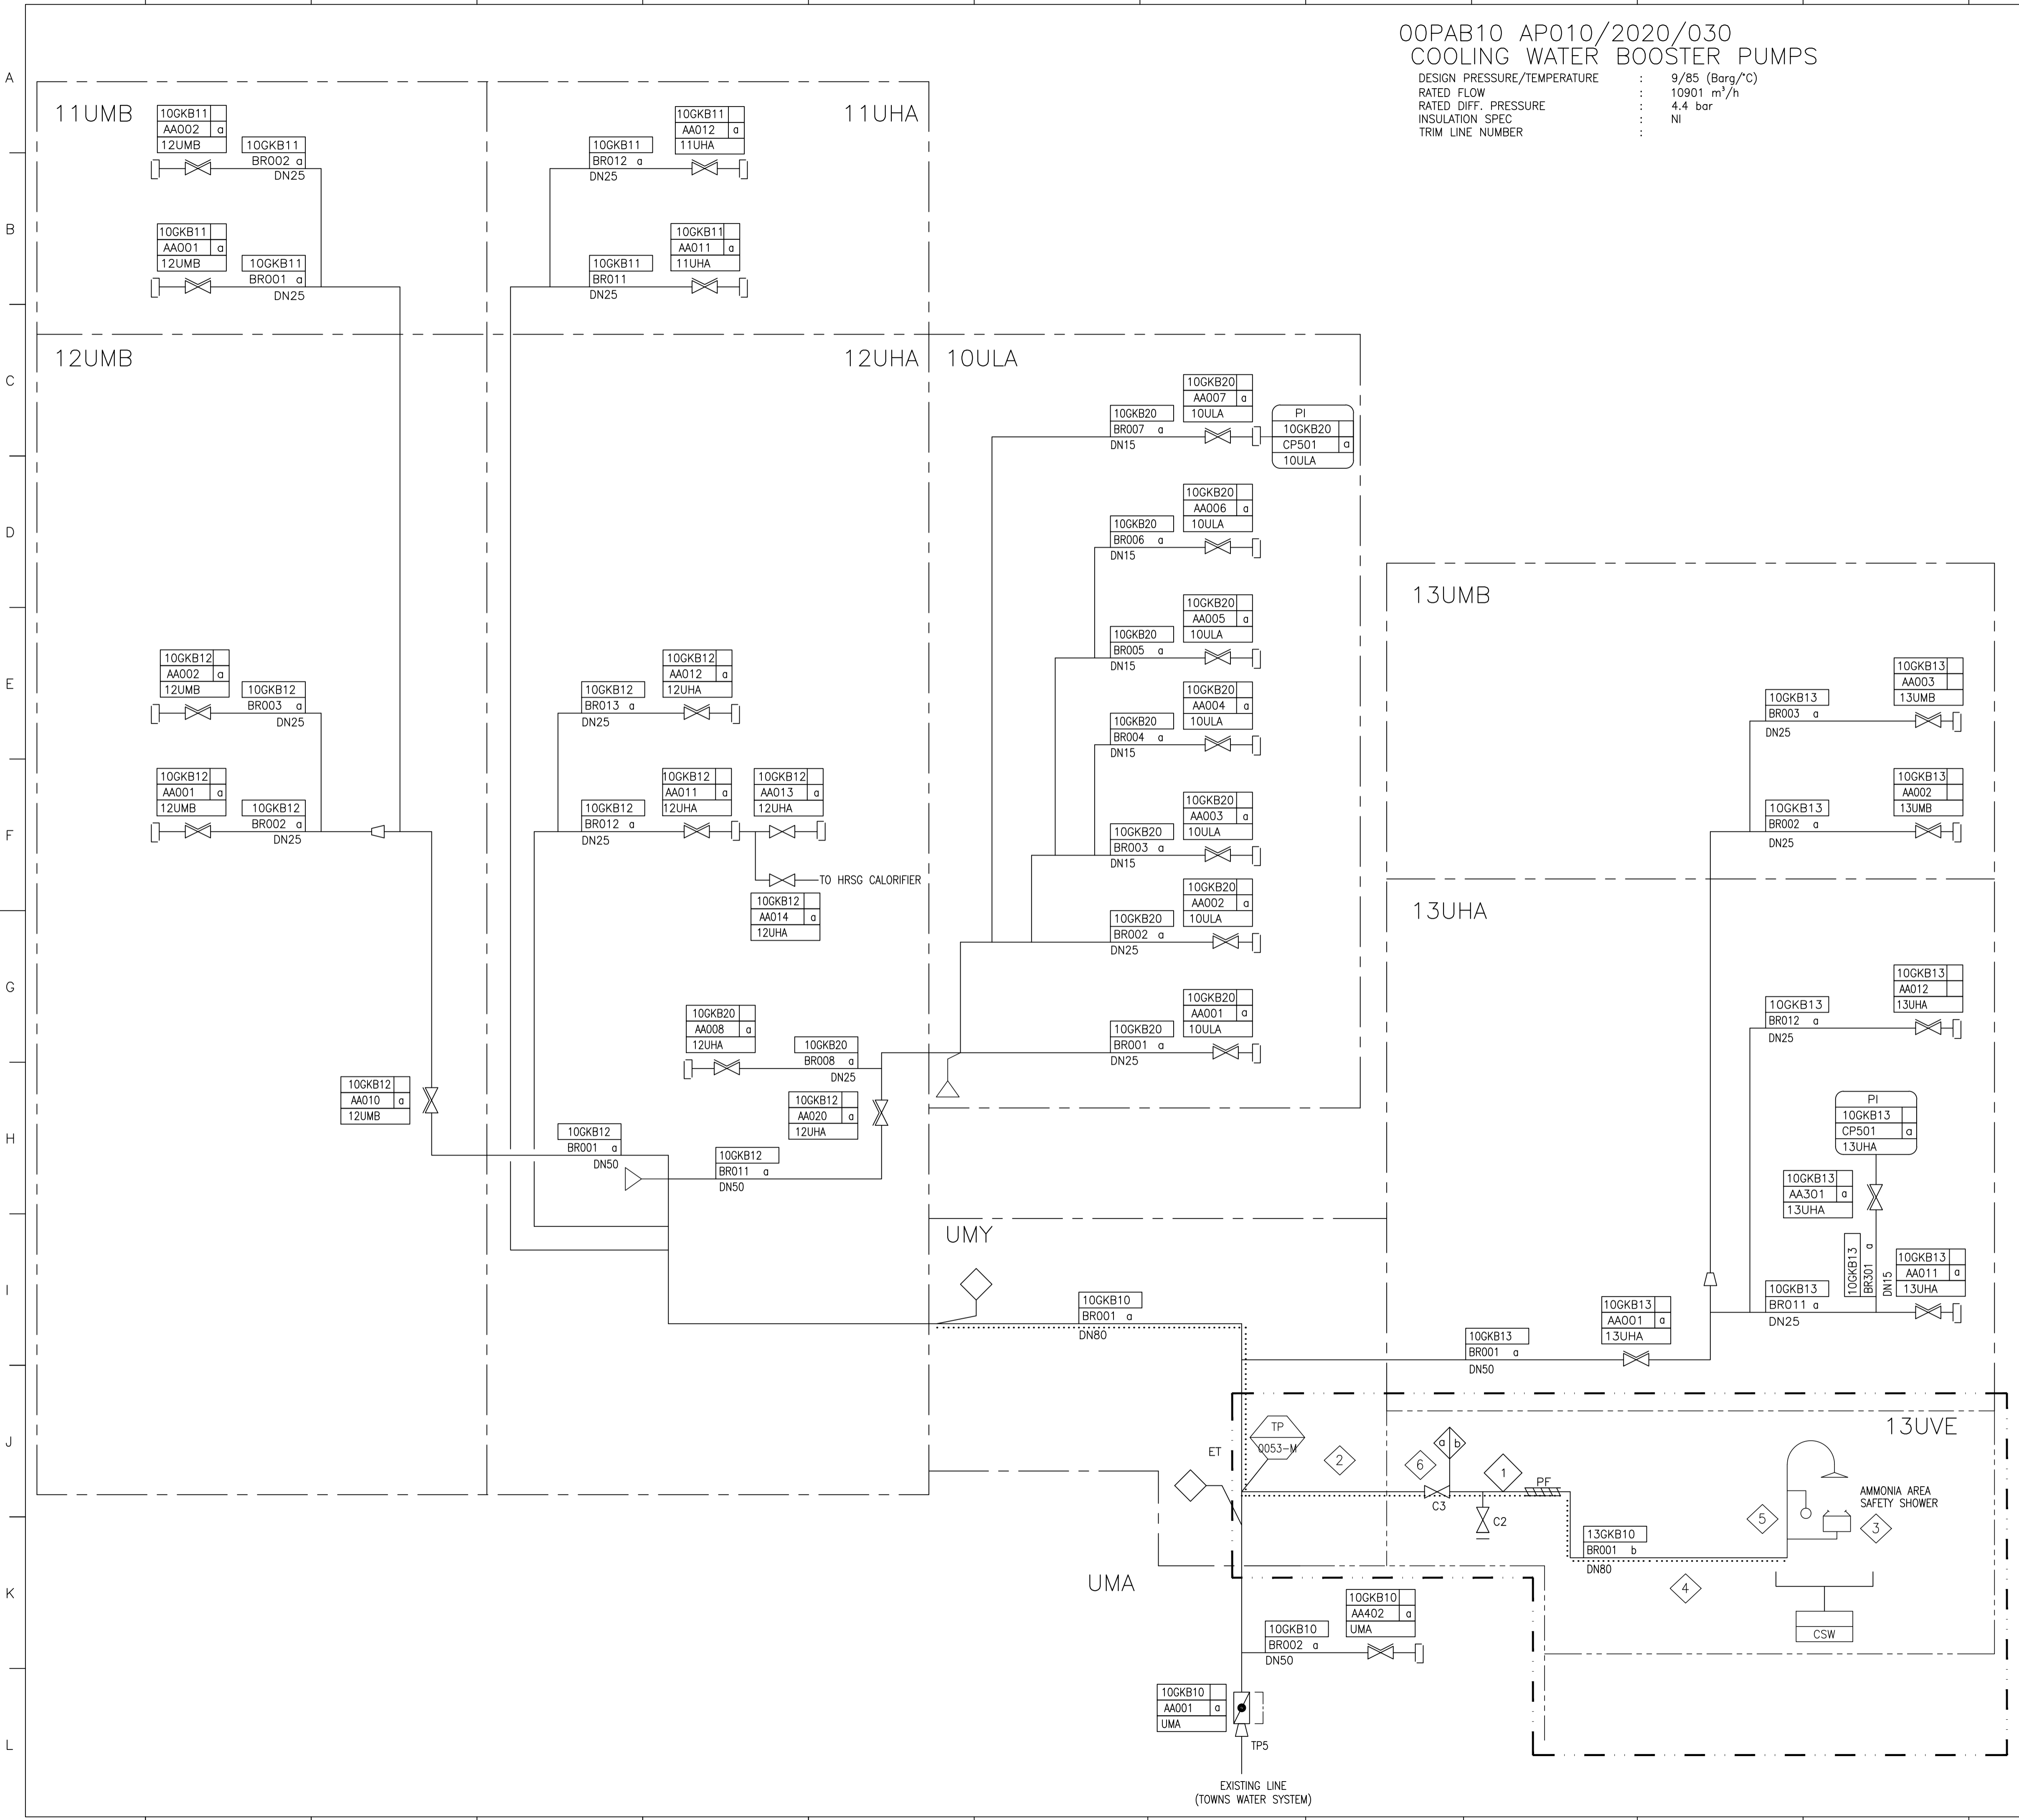 00PAB10 AP010/2020/030
COOLING WATER BOOSTER PUMPS
DESIGN PRESSURE/TEMPERATURE : 9/85 (Barg/°C)
RATED FLOW : 10901 m³/h
RATED DIFF. PRESSURE : 4.4 bar
INSULATION SPEC : NI
TRIM LINE NUMBER :
A
B
C
D
E
F
G
H
I
J
K
L
11UMB
10GKB11
AA002 a
12UMB
10GKB11
BR002 a
DN25
10GKB11
AA001 a
12UMB
10GKB11
BR001 a
DN25
11UHA
10GKB11
BR012 a
DN25
10GKB11
AA012 a
11UHA
10GKB11
BR011
DN25
10GKB11
AA011 a
11UHA
12UMB
10GKB12
AA002 a
12UMB
10GKB12
BR003 a
DN25
10GKB12
AA001 a
12UMB
10GKB12
BR002 a
DN25
10GKB12
AA010 a
12UMB
12UHA
10GKB12
BR013 a
DN25
10GKB12
AA012 a
12UHA
10GKB12
BR012 a
DN25
10GKB12
AA011 a
12UHA
10GKB12
AA013 a
12UHA
TO HRSG CALORIFIER
10GKB12
AA014 a
12UHA
10GKB20
AA008 a
12UHA
10GKB20
BR008 a
DN25
10GKB12
AA020 a
12UHA
10GKB12
BR001 a
DN50
10GKB12
BR011 a
DN50
10ULA
10GKB20
BR007 a
DN15
10GKB20
AA007 a
10ULA
PI
10GKB20
CP501 a
10ULA
10GKB20
BR006 a
DN15
10GKB20
AA006 a
10ULA
10GKB20
BR005 a
DN15
10GKB20
AA005 a
10ULA
10GKB20
BR004 a
DN15
10GKB20
AA004 a
10ULA
10GKB20
BR003 a
DN15
10GKB20
AA003 a
10ULA
10GKB20
BR002 a
DN25
10GKB20
AA002 a
10ULA
10GKB20
BR001 a
DN25
10GKB20
AA001 a
10ULA
13UMB
10GKB13
BR003 a
DN25
10GKB13
AA003
13UMB
10GKB13
BR002 a
DN25
10GKB13
AA002
13UMB
13UHA
10GKB13
BR012 a
DN25
10GKB13
AA012
13UHA
PI
10GKB13
CP501 a
13UHA
10GKB13
AA301 a
13UHA
10GKB13
BR301 a
DN15
10GKB13
AA011 a
13UHA
10GKB13
BR011 a
DN25
10GKB13
AA001 a
13UHA
10GKB13
BR001 a
DN50
UMY
10GKB10
BR001 a
DN80
13UVE
ET
TP
0053-M
2
6
a b
1
PF
C3
C2
5
3
AMMONIA AREA
SAFETY SHOWER
13GKB10
BR001 b
DN80
4
CSW
UMA
10GKB10
AA402 a
UMA
10GKB10
BR002 a
DN50
10GKB10
AA001 a
UMA
TP5
EXISTING LINE
(TOWNS WATER SYSTEM)